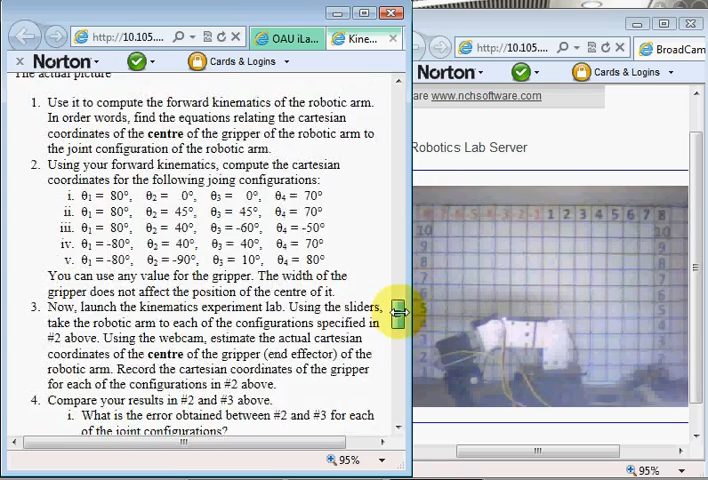 http://10.105....
OAU iLa...
Kine...
Norton
Cards & Logins
The actual picture
1. Use it to compute the forward kinematics of the robotic arm.
In order words, find the equations relating the cartesian
coordinates of the centre of the gripper of the robotic arm to
the joint configuration of the robotic arm.
2. Using your forward kinematics, compute the cartesian
coordinates for the following joing configurations:
i. θ1 = 80°, θ2 = 0°, θ3 = 0°, θ4 = 70°
ii. θ1 = 80°, θ2 = 45°, θ3 = 45°, θ4 = 70°
iii. θ1 = 80°, θ2 = 40°, θ3 = -60°, θ4 = -50°
iv. θ1 = -80°, θ2 = 40°, θ3 = 40°, θ4 = 70°
v. θ1 = -80°, θ2 = -90°, θ3 = 10°, θ4 = 80°
You can use any value for the gripper. The width of the
gripper does not affect the position of the centre of it.
3. Now, launch the kinematics experiment lab. Using the sliders,
take the robotic arm to each of the configurations specified in
#2 above. Using the webcam, estimate the actual cartesian
coordinates of the centre of the gripper (end effector) of the
robotic arm. Record the cartesian coordinates of the gripper
for each of the configurations in #2 above.
4. Compare your results in #2 and #3 above.
i. What is the error obtained between #2 and #3 for each
of the joint configurations?
95%
http://10.105....
BroadCam
Norton
Cards & Logins
are www.nchsoftware.com
Robotics Lab Server
1 2 3 4 5 6 7 8
10 10
9 9
8 8
7 7
95%